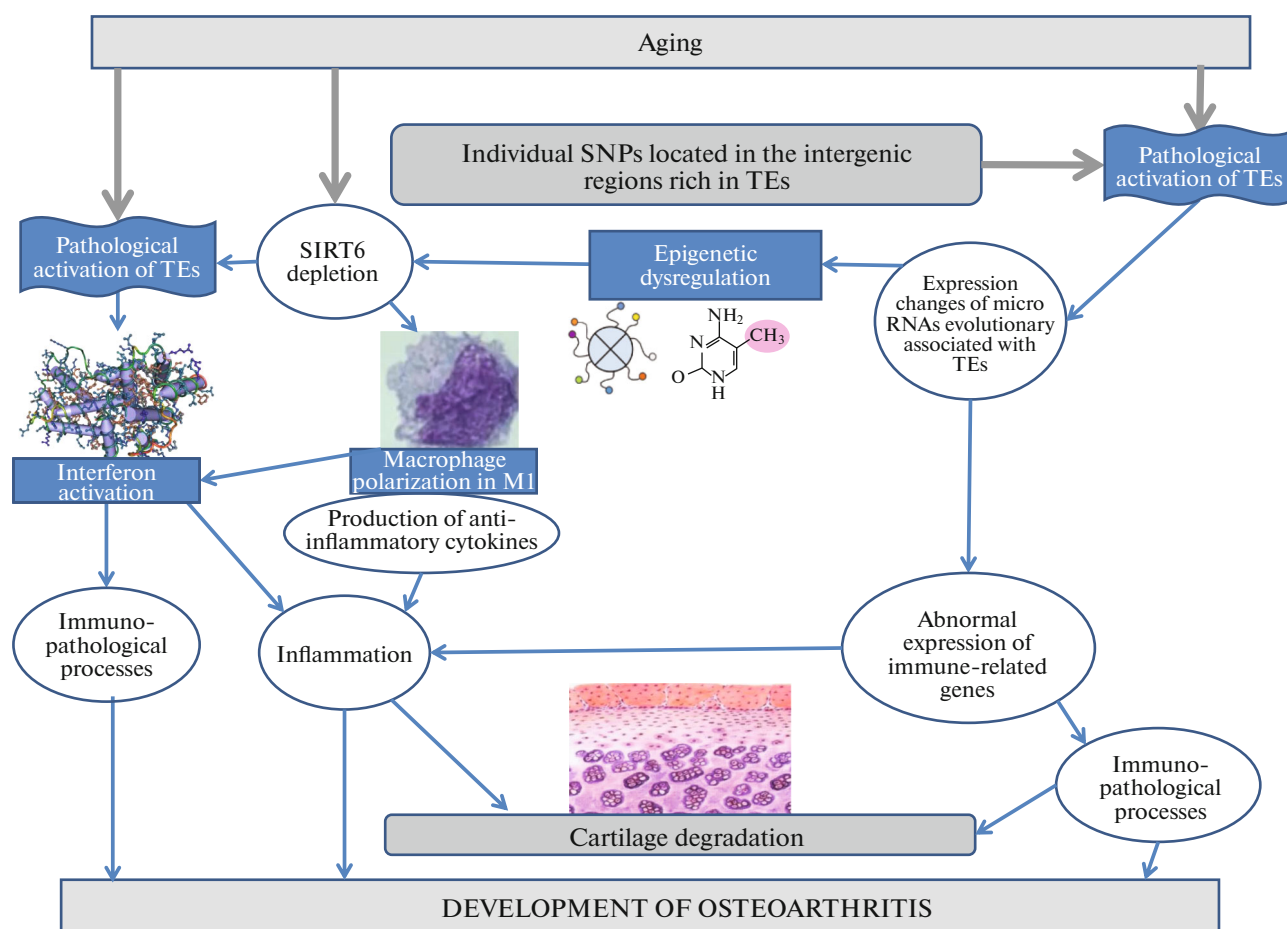 Aging
Individual SNPs located in the intergenic
regions rich in TEs
Pathological
activation of TEs
Pathological
activation of TEs
SIRT6
depletion
Epigenetic
dysregulation
Expression
changes of micro
RNAs evolutionary
associated with
TEs
NH2
N
CH3
O
N
H
Interferon
activation
Macrophage
polarization in M1
Production of anti-
inflammatory cytokines
Immuno-
pathological
processes
Inflammation
Abnormal
expression of
immune-related
genes
Immuno-
pathological
processes
Cartilage degradation
DEVELOPMENT OF OSTEOARTHRITIS